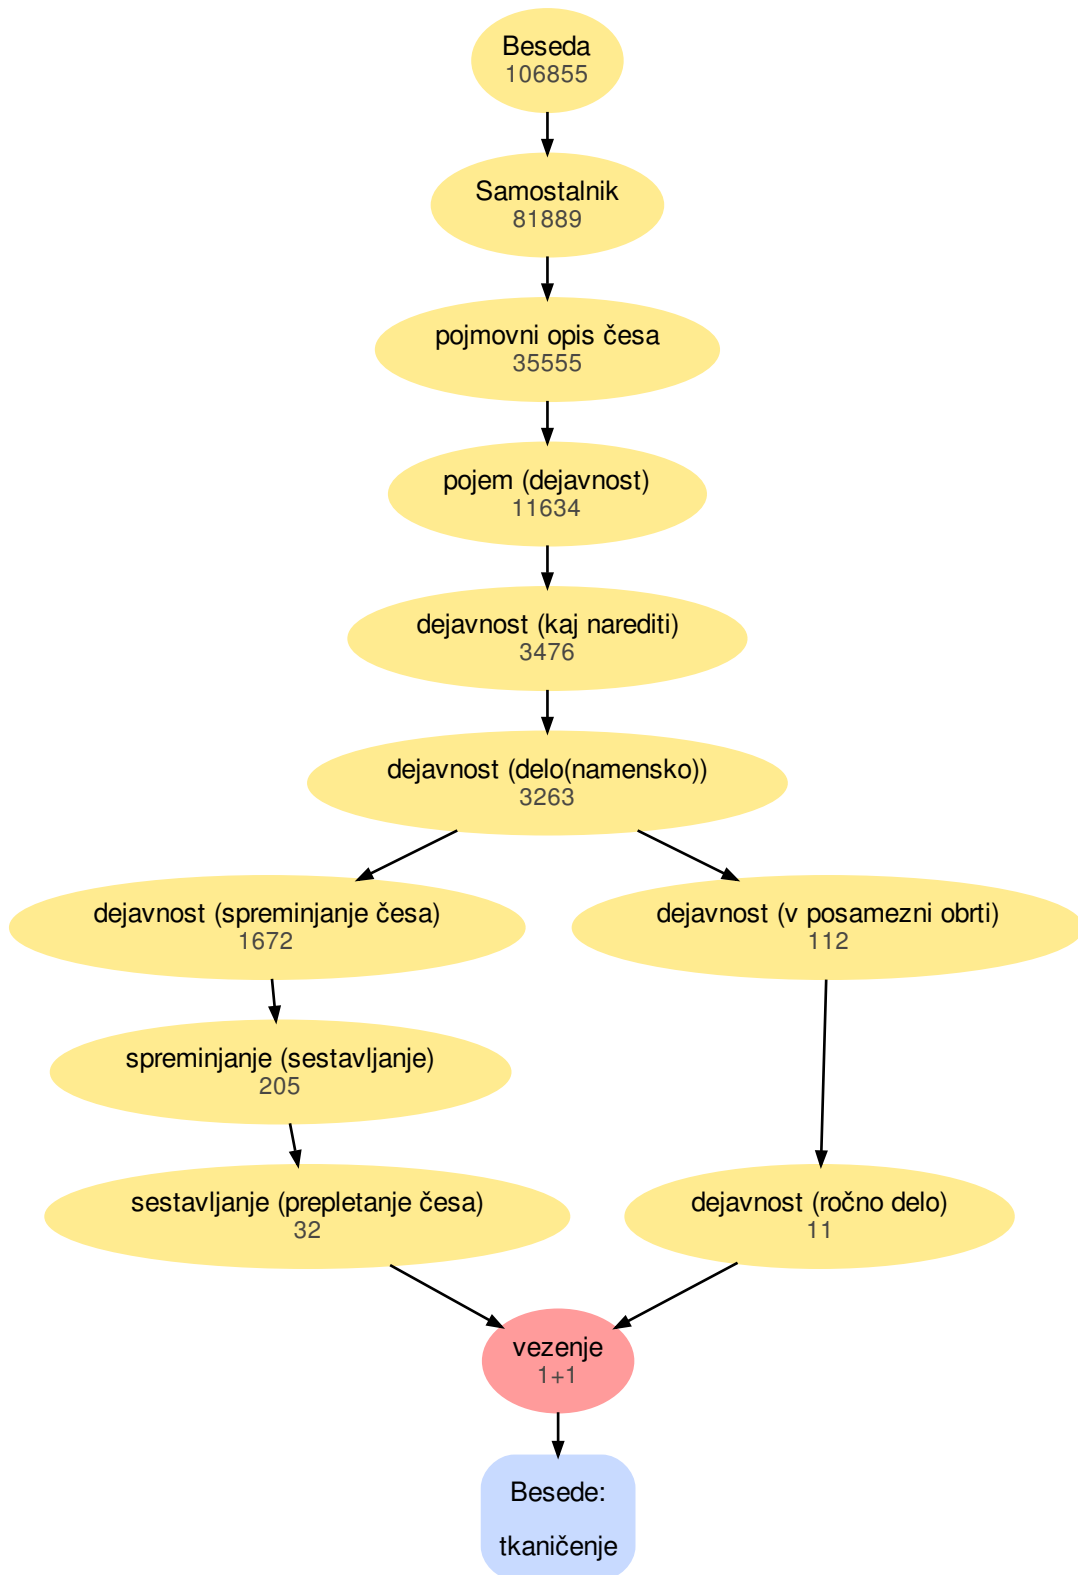 Beseda
106855
Samostalnik
81889
pojmovni opis česa
35555
pojem (dejavnost)
11634
dejavnost (kaj narediti)
3476
dejavnost (delo(namensko))
3263
dejavnost (spreminjanje česa)
1672
dejavnost (v posamezni obrti)
112
spreminjanje (sestavljanje)
205
sestavljanje (prepletanje česa)
32
dejavnost (ročno delo)
11
vezenje
1+1
Besede:
tkaničenje